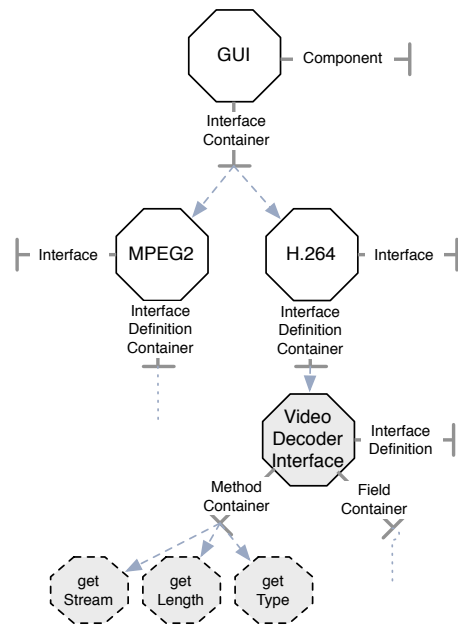 GUI
Component
Interface
Container
Interface
MPEG2
H.264
Interface
Interface
Definition
Container
Interface
Definition
Container
Video
Decoder
Interface
Interface
Definition
Method
Container
Field
Container
get
Stream
get
Length
get
Type